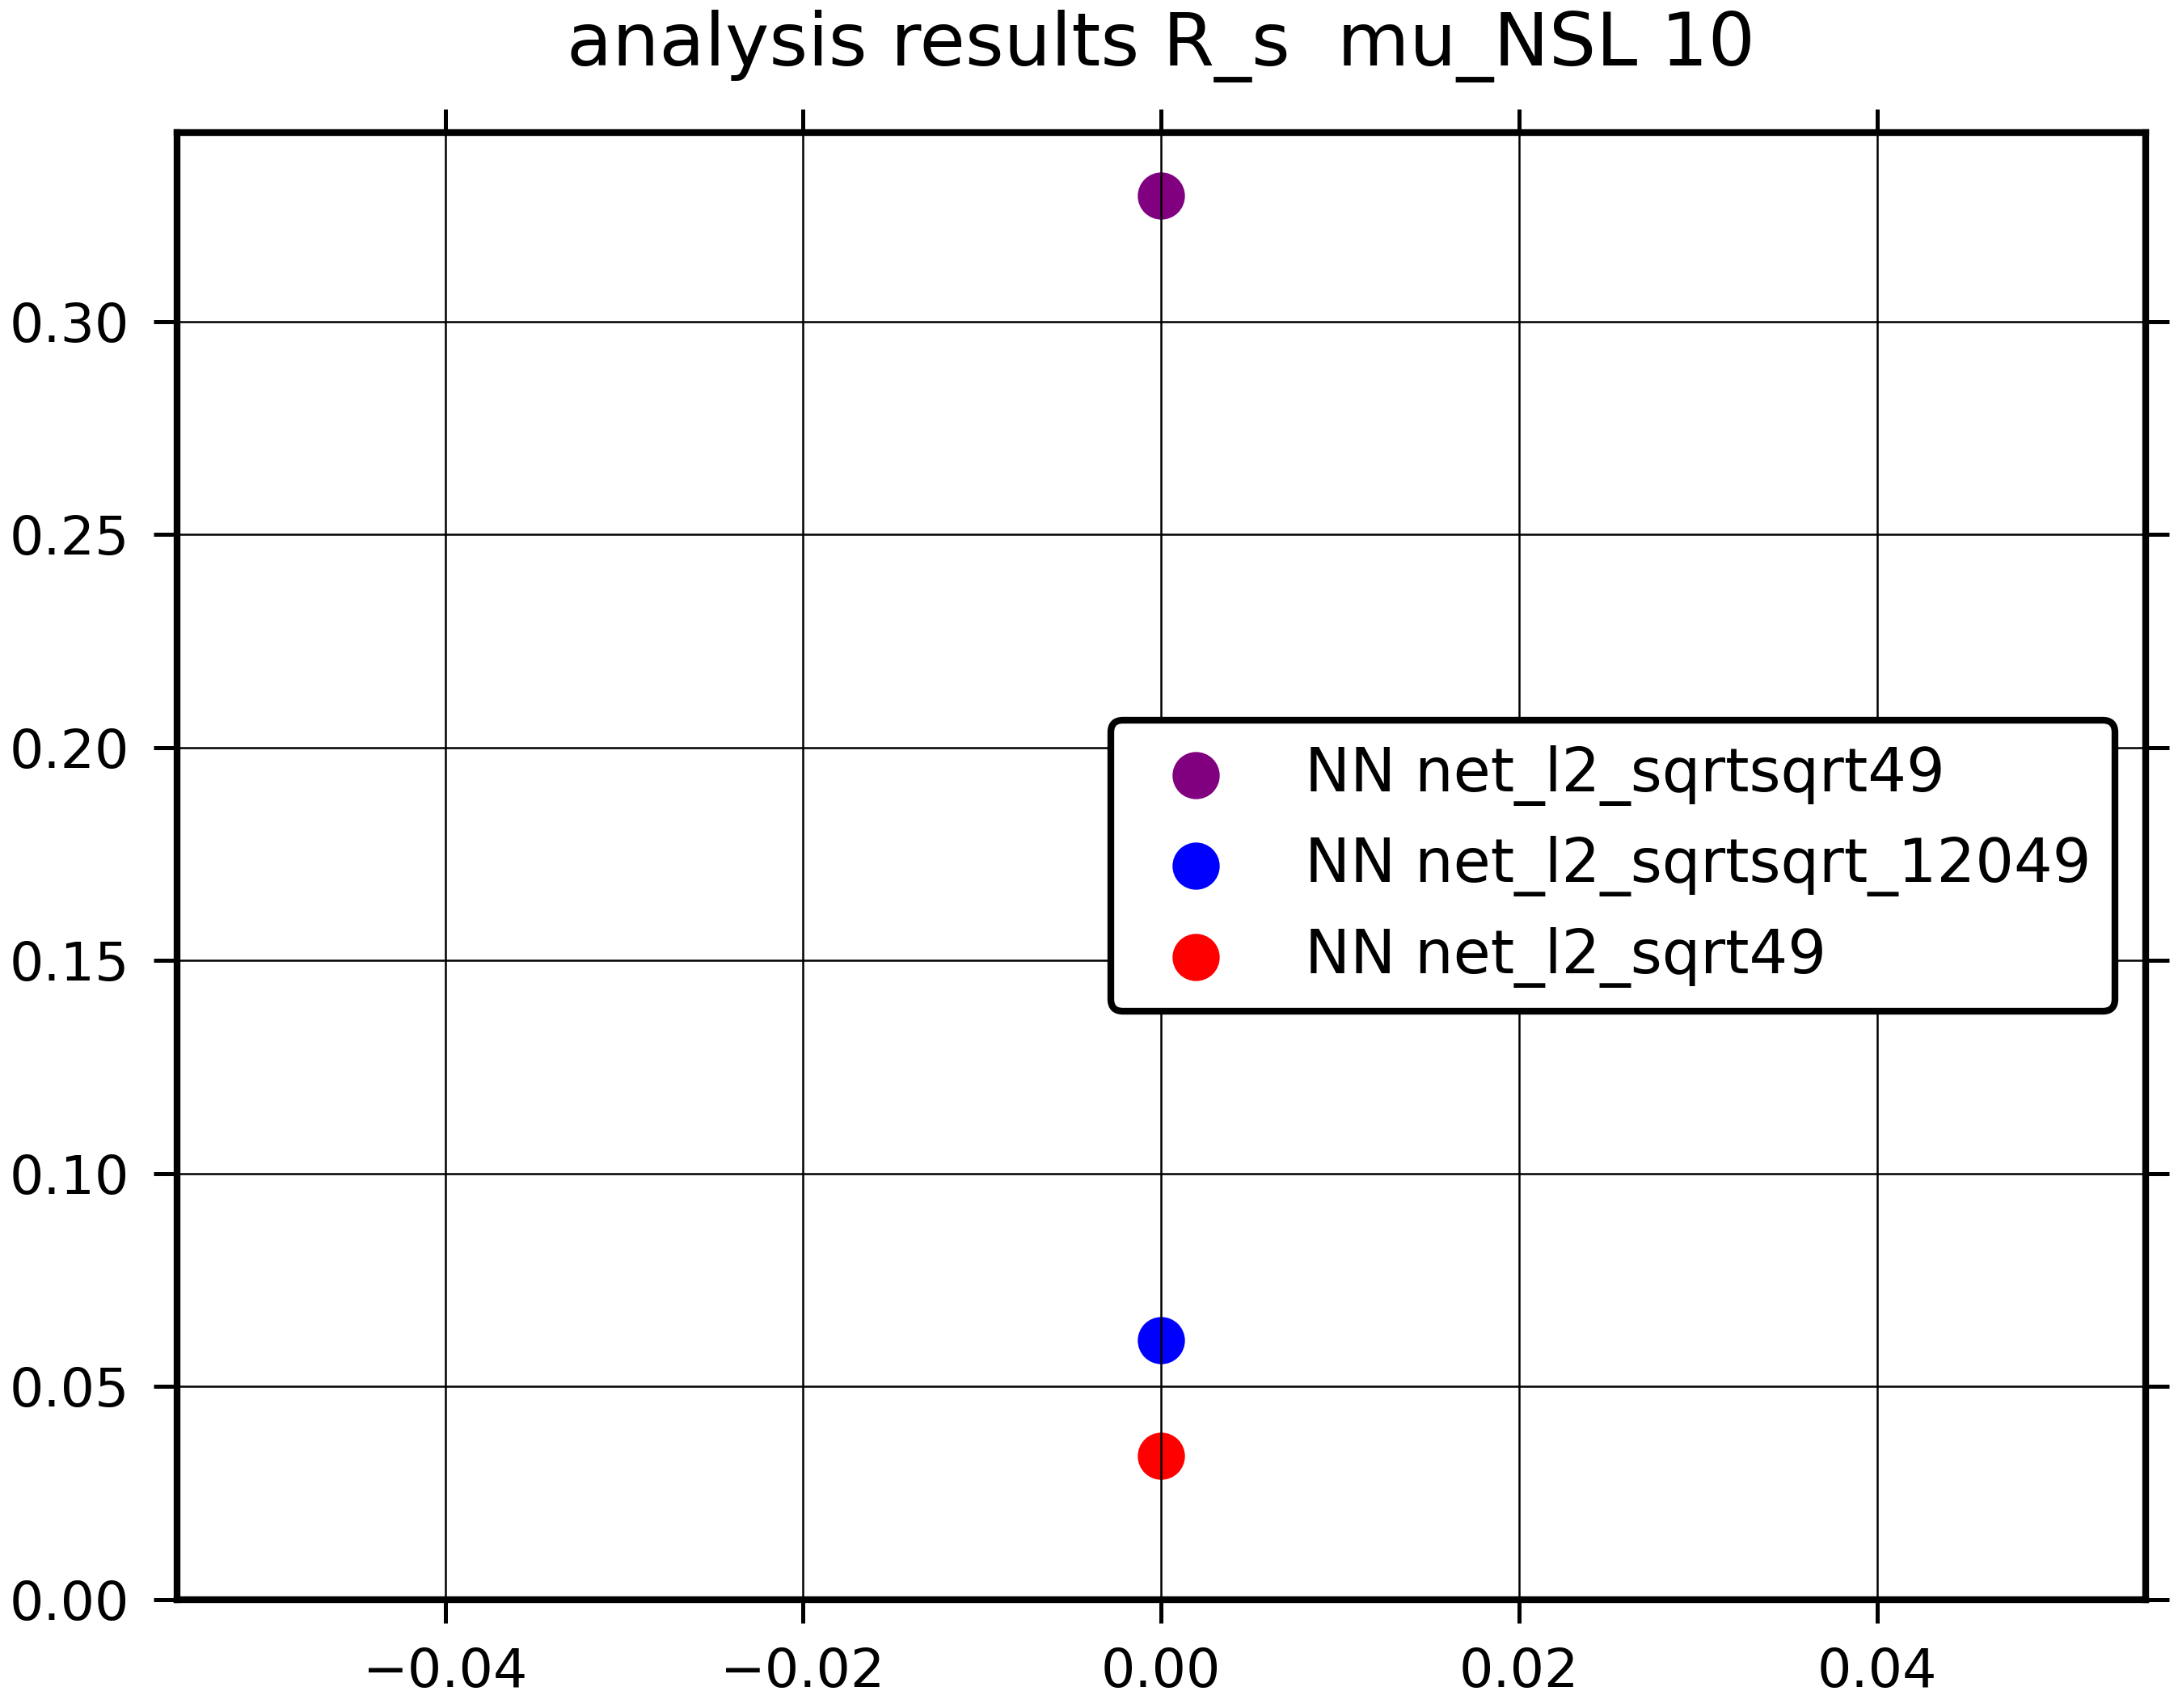 analysis results R_s  mu_NSL 10
0.30
0.25
0.20
0.15
0.10
0.05
0.00
NN net_l2_sqrtsqrt49
NN net_l2_sqrtsqrt_12049
NN net_l2_sqrt49
−0.04 −0.02 0.00 0.02 0.04